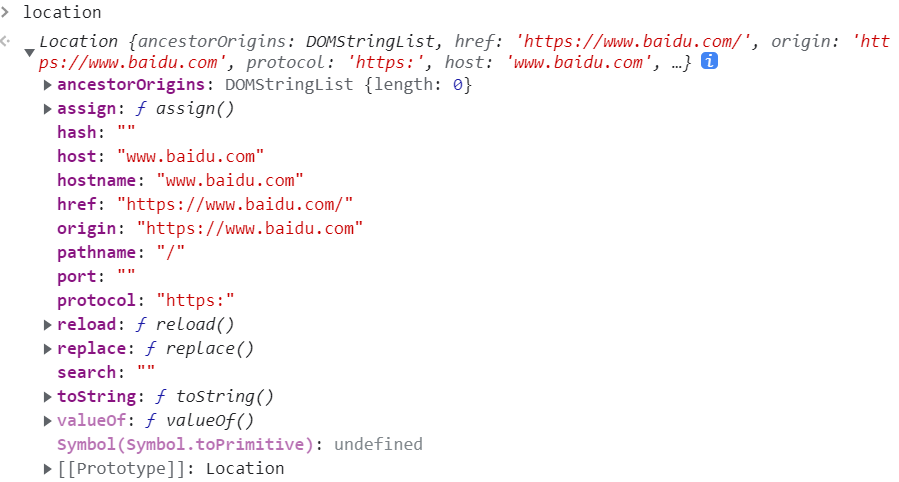 location
Location {ancestorOrigins: DOMStringList, href: 'https://www.baidu.com/', origin: 'htt
ps://www.baidu.com', protocol: 'https:', host: 'www.baidu.com', …} i
ancestorOrigins: DOMStringList {length: 0}
assign: ƒ assign()
hash: ""
host: "www.baidu.com"
hostname: "www.baidu.com"
href: "https://www.baidu.com/"
origin: "https://www.baidu.com"
pathname: "/"
port: ""
protocol: "https:"
reload: ƒ reload()
replace: ƒ replace()
search: ""
toString: ƒ toString()
valueOf: ƒ valueOf()
Symbol(Symbol.toPrimitive): undefined
[[Prototype]]: Location